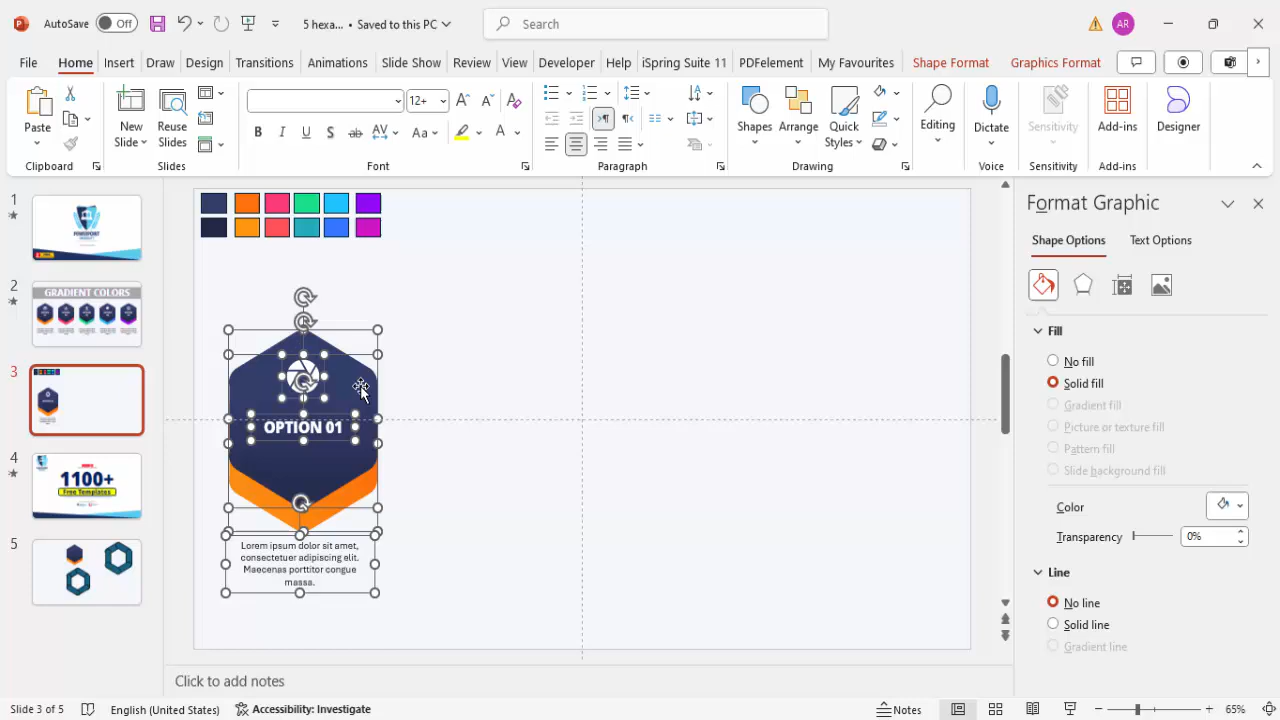 AutoSave Off 5 hexa... • Saved to this PC Search AR
File Home Insert Draw Design Transitions Animations Slide Show Review View Developer Help iSpring Suite 11 PDFelement My Favourites Shape Format Graphics Format
Paste New Slide Reuse Slides 12+ Shapes Arrange Quick Styles Editing Dictate Sensitivity Add-ins Designer
Clipboard Slides Font Paragraph Drawing Voice Sensitivity Add-ins
1
2
GRADIENT COLORS
3
4
1100+
Free Templates
5
OPTION 01
Lorem ipsum dolor sit amet,
consectetuer adipiscing elit.
Maecenas porttitor congue
massa.
Format Graphic
Shape Options Text Options
Fill
No fill
Solid fill
Gradient fill
Picture or texture fill
Pattern fill
Slide background fill
Color
Transparency 0%
Line
No line
Solid line
Gradient line
Click to add notes
Slide 3 of 5 English (United States) Accessibility: Investigate Notes 65%